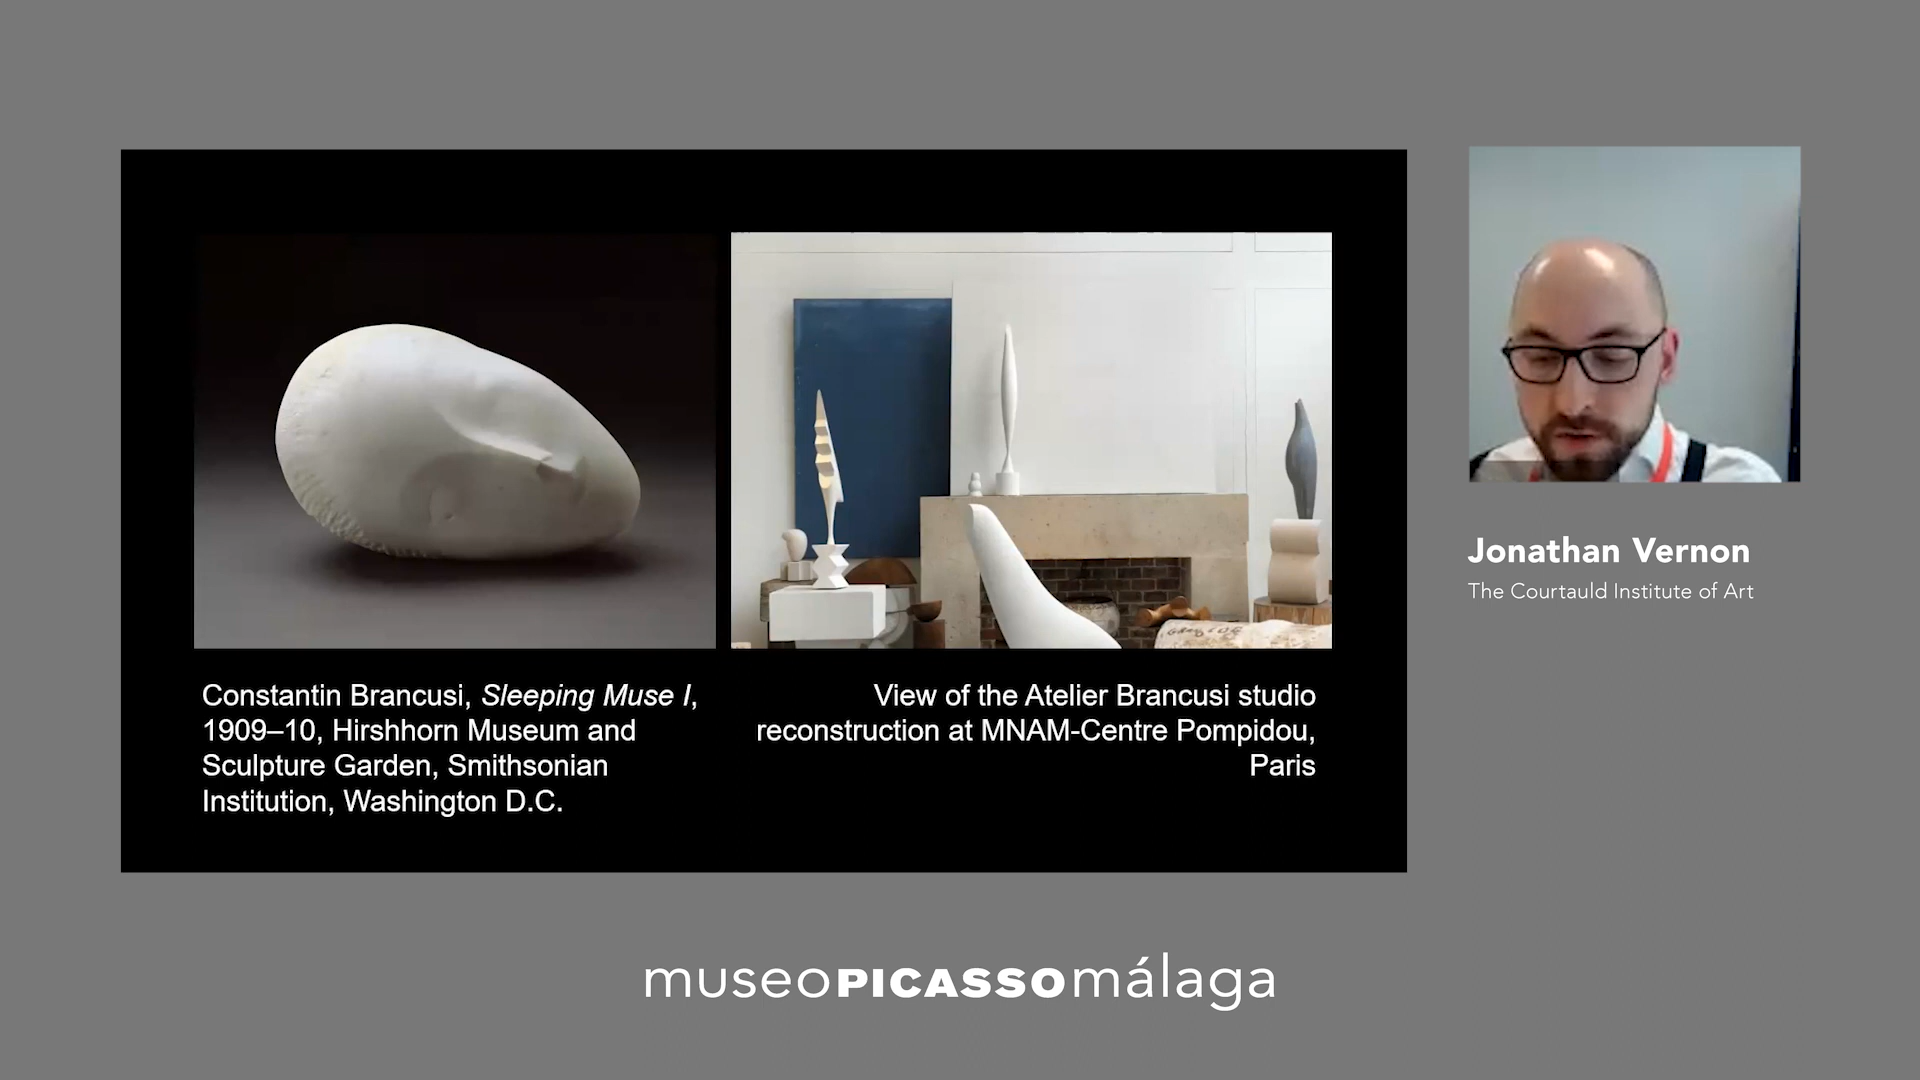 Constantin Brancusi, Sleeping Muse I,
1909–10, Hirshhorn Museum and
Sculpture Garden, Smithsonian
Institution, Washington D.C.
View of the Atelier Brancusi studio
reconstruction at MNAM-Centre Pompidou,
Paris
Jonathan Vernon
The Courtauld Institute of Art
museoPICASSOmálaga